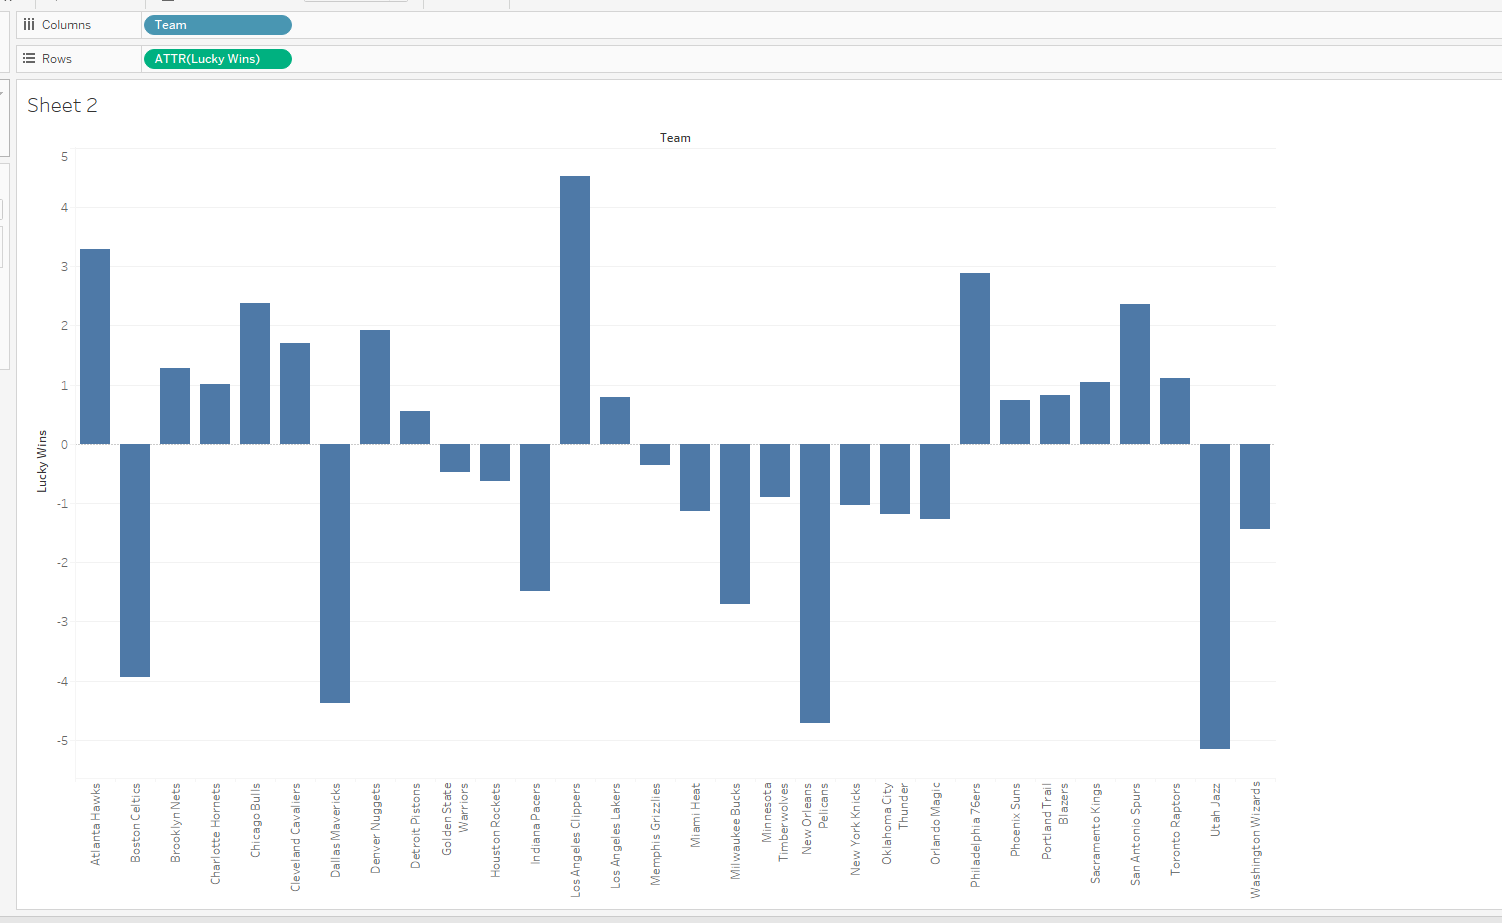 Columns
Team
Rows
ATTR(Lucky Wins)
Sheet 2
Team
5
4
3
2
1
0
-1
-2
-3
-4
-5
Lucky Wins
Atlanta Hawks
Boston Celtics
Brooklyn Nets
Charlotte Hornets
Chicago Bulls
Cleveland Cavaliers
Dallas Mavericks
Denver Nuggets
Detroit Pistons
Golden State
Warriors
Houston Rockets
Indiana Pacers
Los Angeles Clippers
Los Angeles Lakers
Memphis Grizzlies
Miami Heat
Milwaukee Bucks
Minnesota
Timberwolves
New Orleans
Pelicans
New York Knicks
Oklahoma City
Thunder
Orlando Magic
Philadelphia 76ers
Phoenix Suns
Portland Trail
Blazers
Sacramento Kings
San Antonio Spurs
Toronto Raptors
Utah Jazz
Washington Wizards